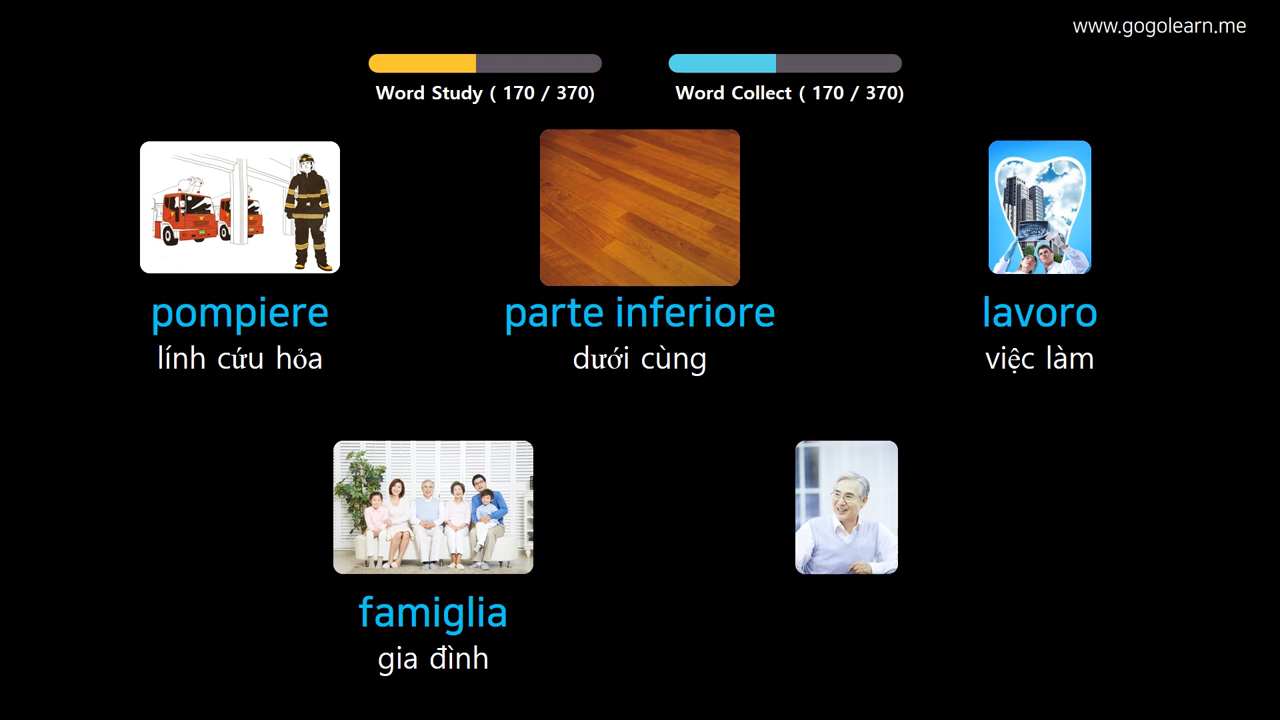 www.gogolearn.me
Word Study ( 170 / 370)
Word Collect ( 170 / 370)
pompiere
lính cứu hỏa
parte inferiore
dưới cùng
lavoro
việc làm
famiglia
gia đình